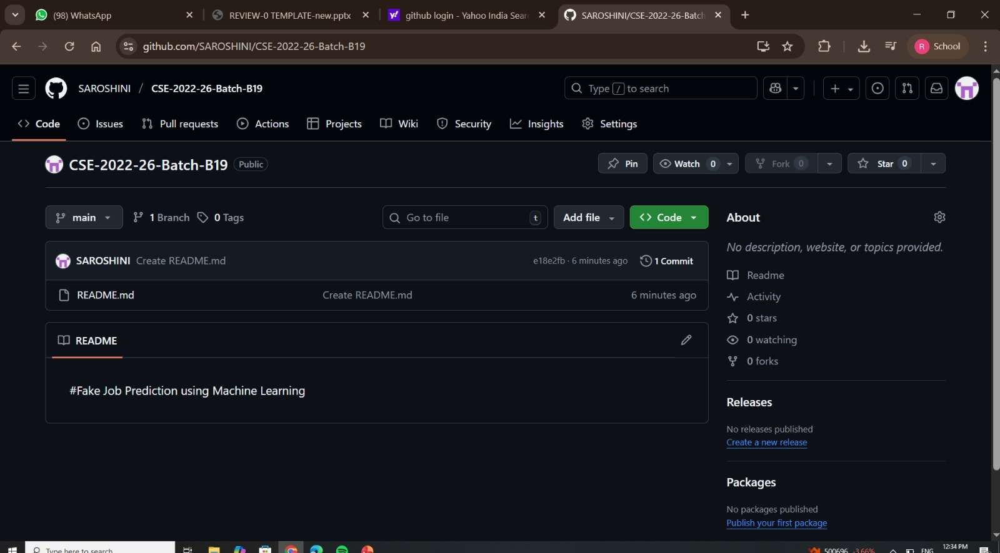 (98) WhatsApp
REVIEW-0 TEMPLATE-new.pptx
github login - Yahoo India Sear
SAROSHINI/CSE-2022-26-Batch
github.com/SAROSHINI/CSE-2022-26-Batch-B19
R School
SAROSHINI / CSE-2022-26-Batch-B19
Type / to search
Code Issues Pull requests Actions Projects Wiki Security Insights Settings
CSE-2022-26-Batch-B19 Public
Pin Watch 0 Fork 0 Star 0
main 1 Branch 0 Tags
Go to file t
Add file
Code
SAROSHINI Create README.md e18e2fb · 6 minutes ago 1 Commit
README.md Create README.md 6 minutes ago
README
#Fake Job Prediction using Machine Learning
About
No description, website, or topics provided.
Readme
Activity
0 stars
0 watching
0 forks
Releases
No releases published
Create a new release
Packages
No packages published
Publish your first package
Type here to search
500696 -3.66%
ENG
12:34 PM